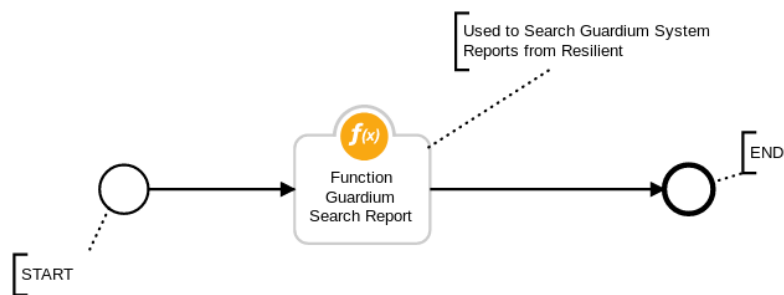 Used to Search Guardium System
Reports from Resilient
f(x)
Function
Guardium
Search Report
END
START